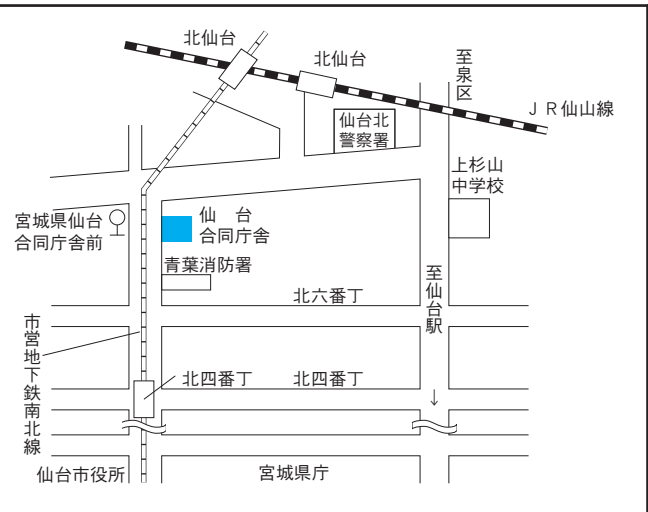 北仙台
北仙台
至泉区
ＪＲ仙山線
仙台北
警察署
上杉山
中学校
宮城県仙台
合同庁舎前
仙　台
合同庁舎
青葉消防署
北六番丁
至仙台駅
市営地下鉄南北線
北四番丁
北四番丁
仙台市役所
宮城県庁